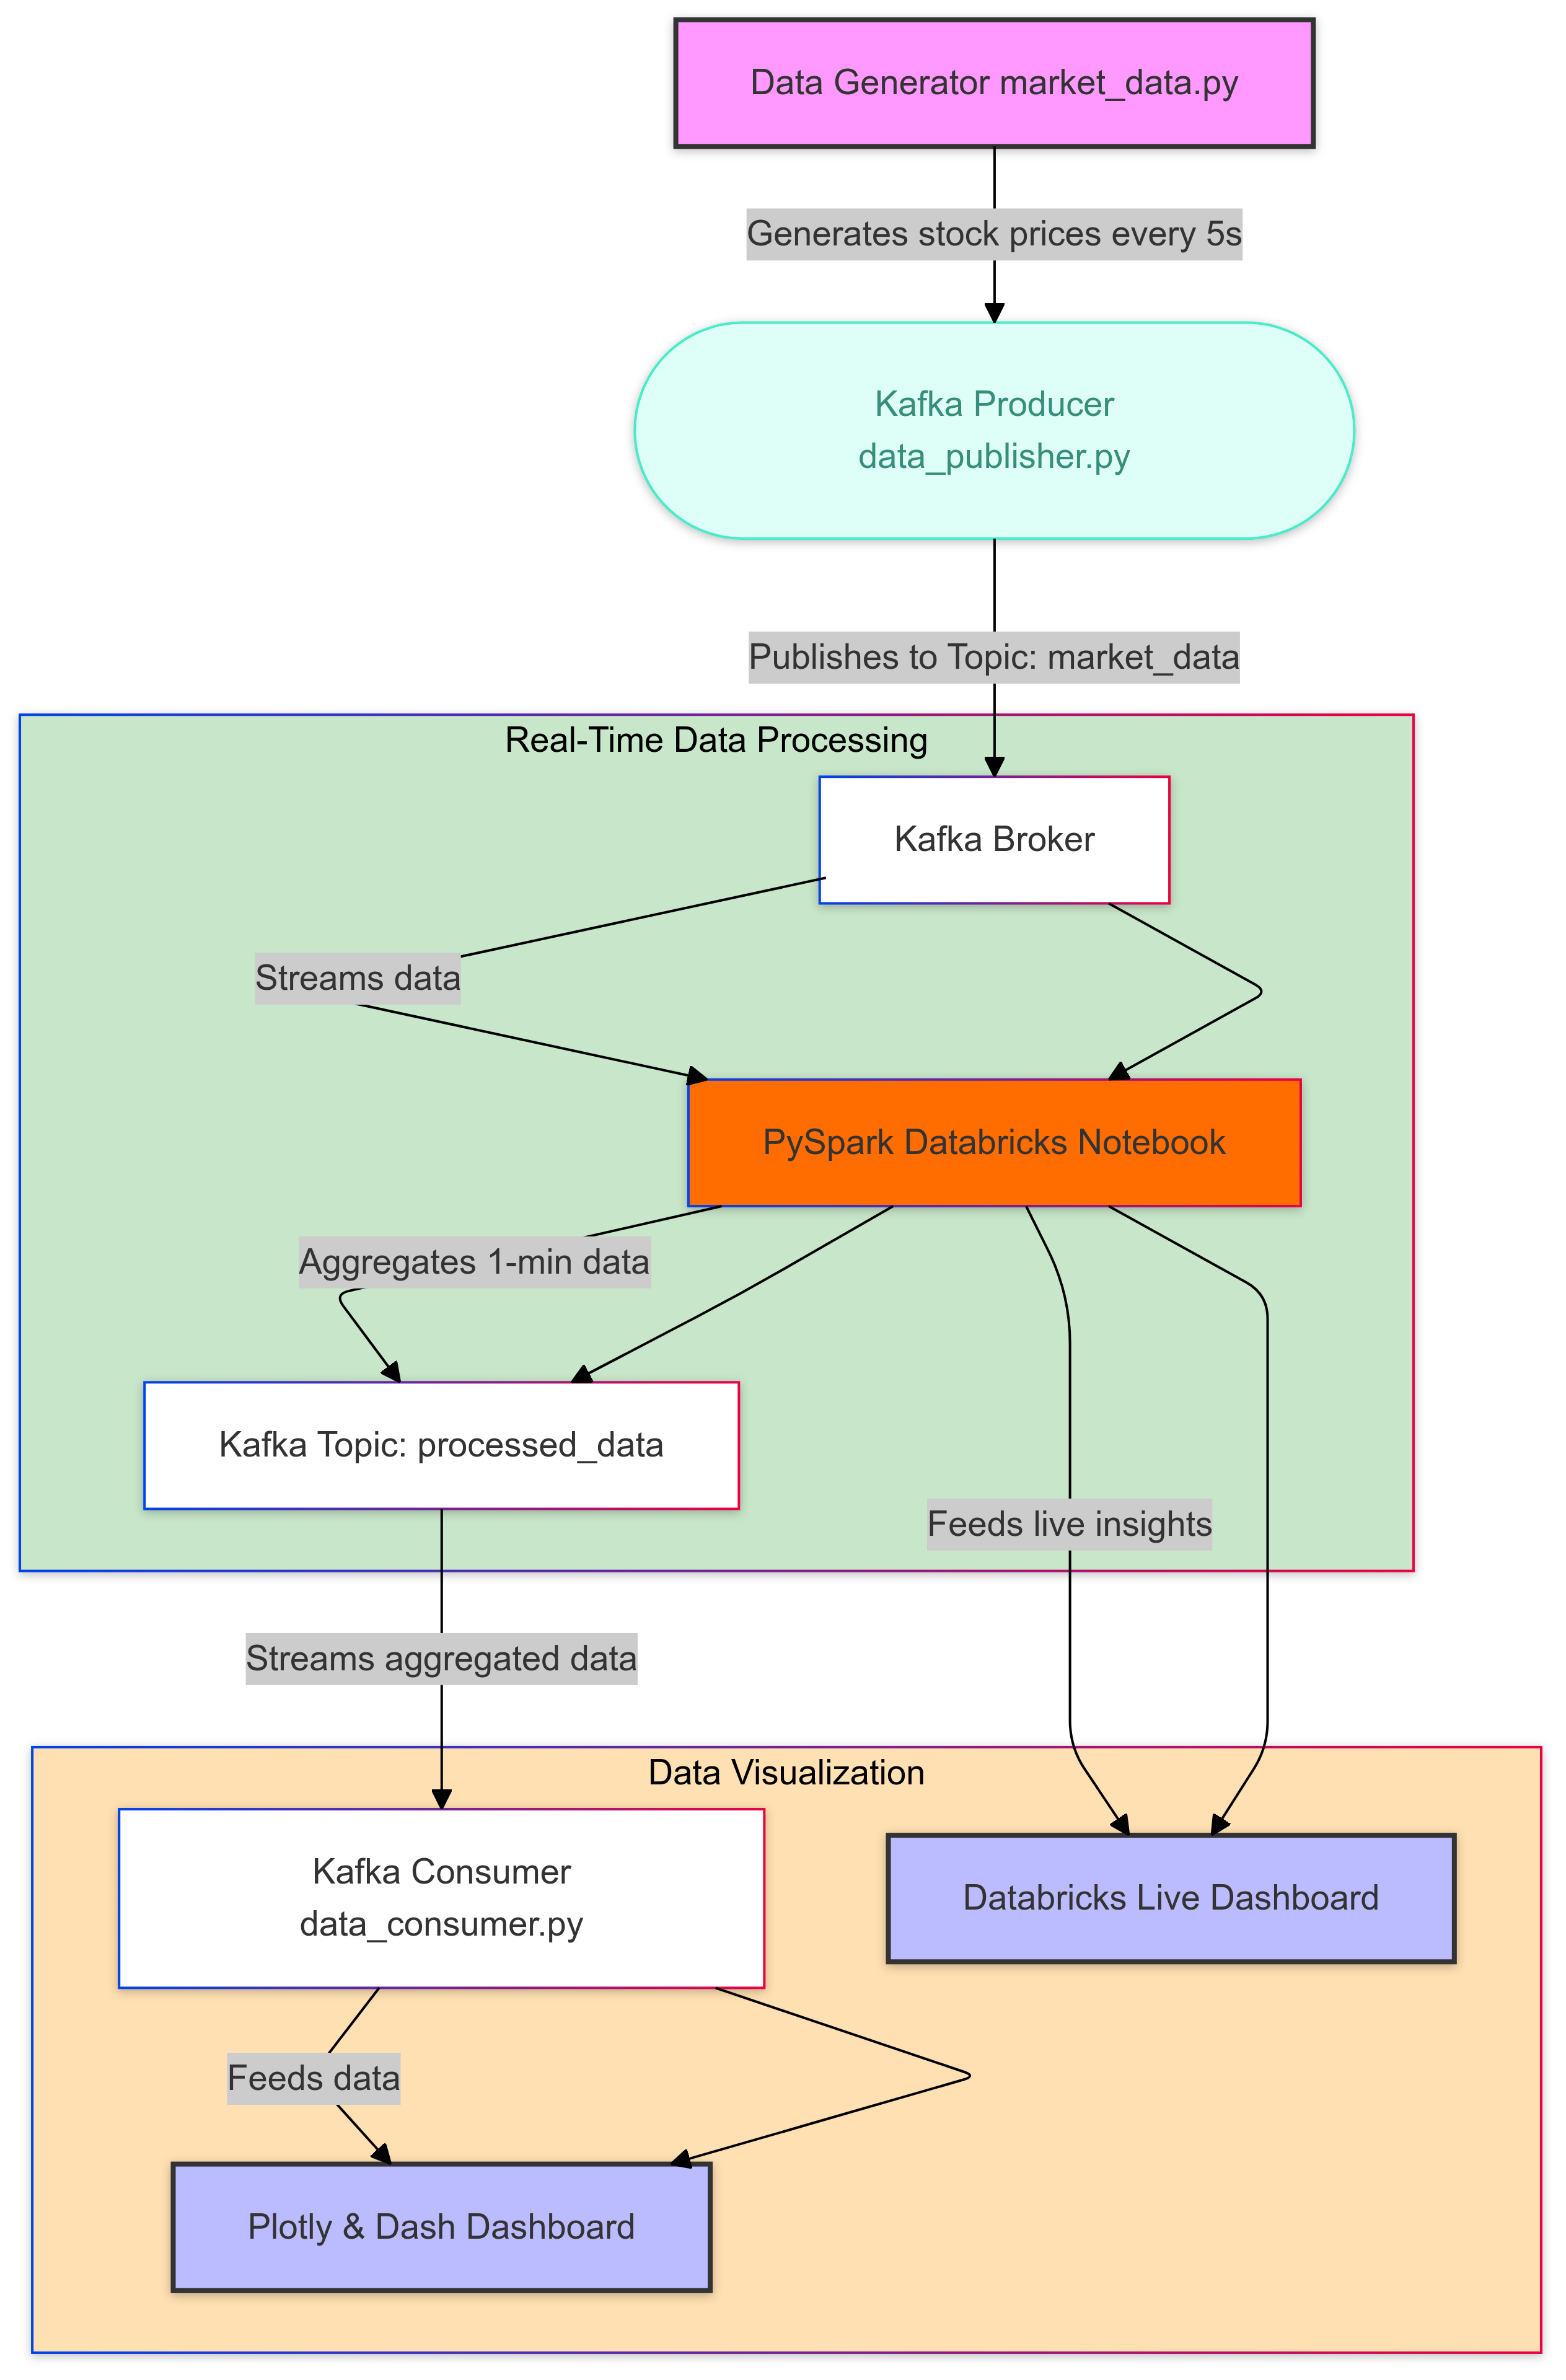 Data Generator market_data.py
Generates stock prices every 5s
Kafka Producer
data_publisher.py
Publishes to Topic: market_data
Real-Time Data Processing
Kafka Broker
Streams data
PySpark Databricks Notebook
Aggregates 1-min data
Kafka Topic: processed_data
Feeds live insights
Streams aggregated data
Data Visualization
Kafka Consumer
data_consumer.py
Databricks Live Dashboard
Feeds data
Plotly & Dash Dashboard